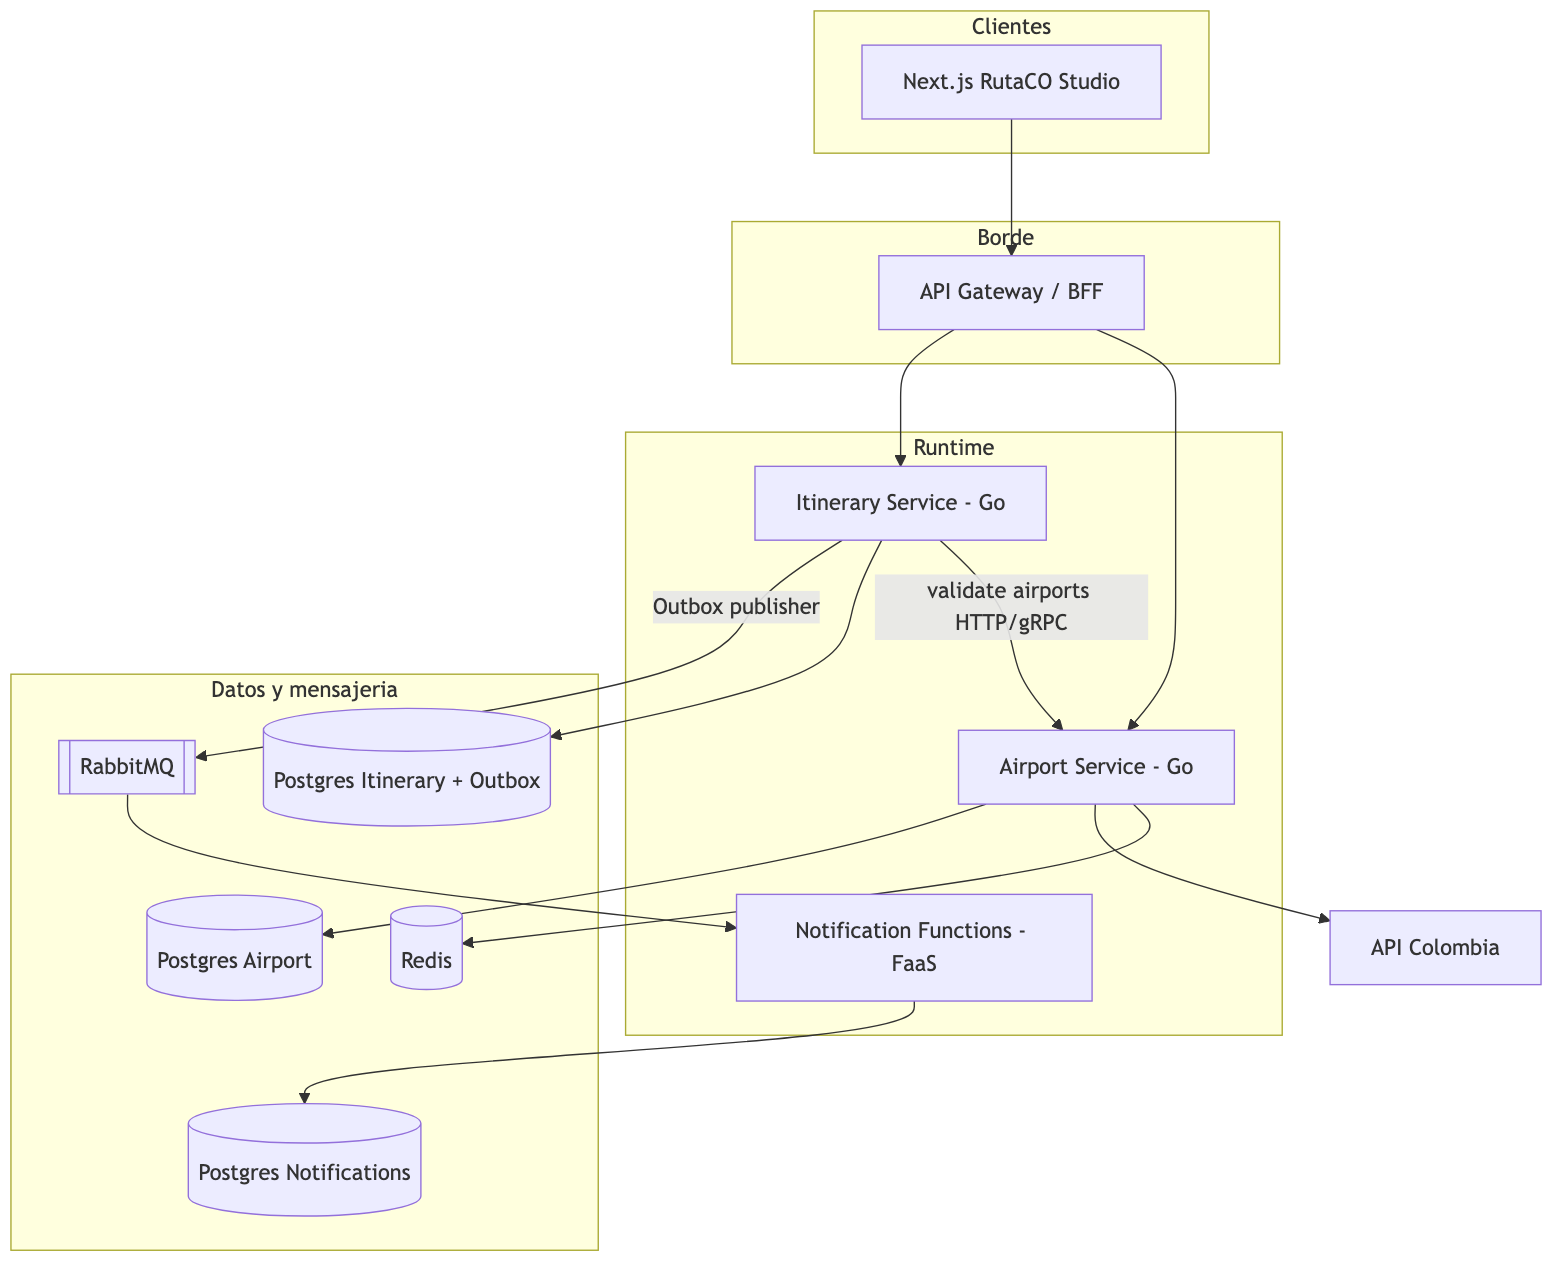 Clientes
Next.js RutaCO Studio
Borde
API Gateway / BFF
Runtime
Itinerary Service - Go
Outbox publisher
validate airports
HTTP/gRPC
Datos y mensajeria
RabbitMQ
Postgres Itinerary + Outbox
Airport Service - Go
Postgres Airport
Redis
Notification Functions -
FaaS
API Colombia
Postgres Notifications